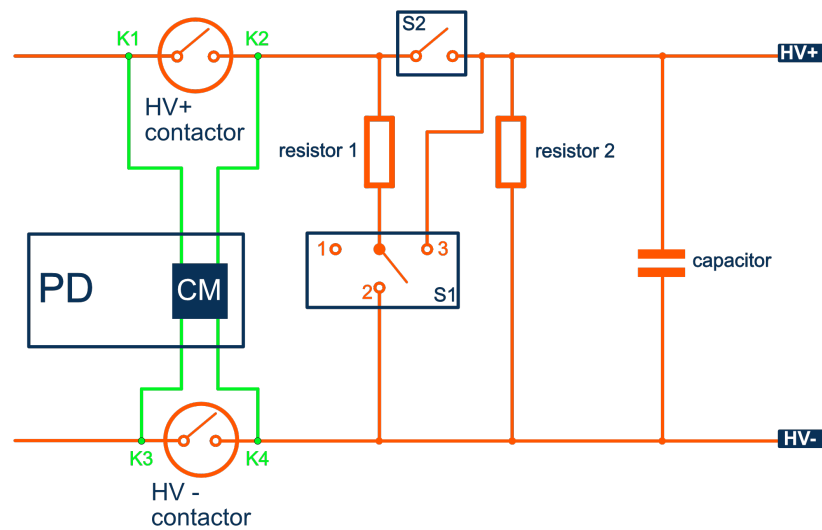 K1
K2
S2
HV+
HV+
contactor
resistor 1
resistor 2
1
3
2
S1
PD
CM
capacitor
K3
K4
HV-
HV -
contactor